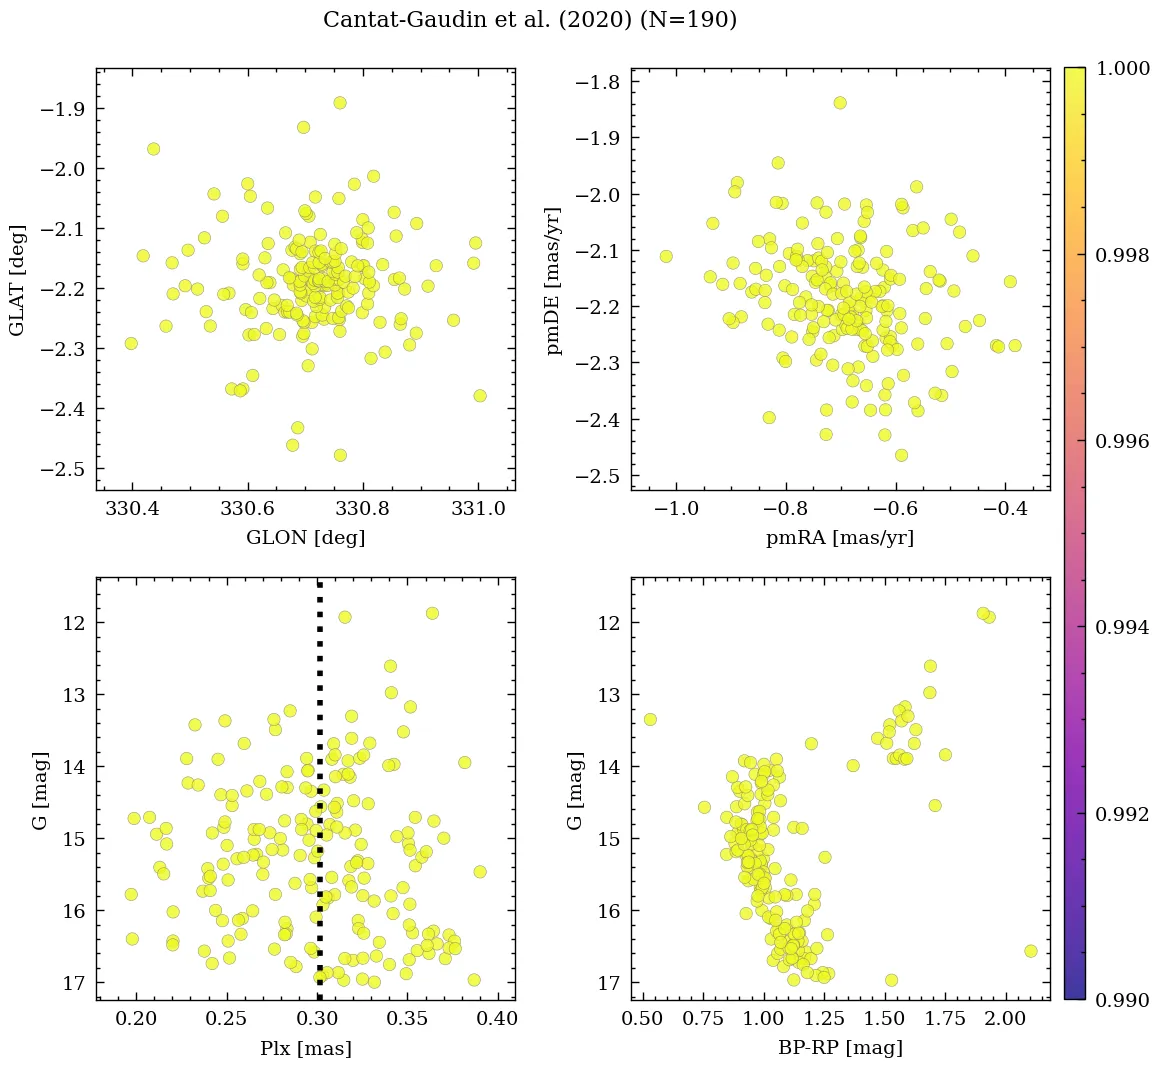 Cantat-Gaudin et al. (2020) (N=190)
−1.9
−2.0
−2.1
−2.2
−2.3
−2.4
−2.5
GLAT [deg]
330.4 330.6 330.8 331.0
GLON [deg]
−1.8
−1.9
−2.0
−2.1
−2.2
−2.3
−2.4
−2.5
pmDE [mas/yr]
−1.0 −0.8 −0.6 −0.4
pmRA [mas/yr]
12
13
14
15
16
17
G [mag]
0.20 0.25 0.30 0.35 0.40
Plx [mas]
12
13
14
15
16
17
G [mag]
0.50 0.75 1.00 1.25 1.50 1.75 2.00
BP-RP [mag]
1.000
0.998
0.996
0.994
0.992
0.990